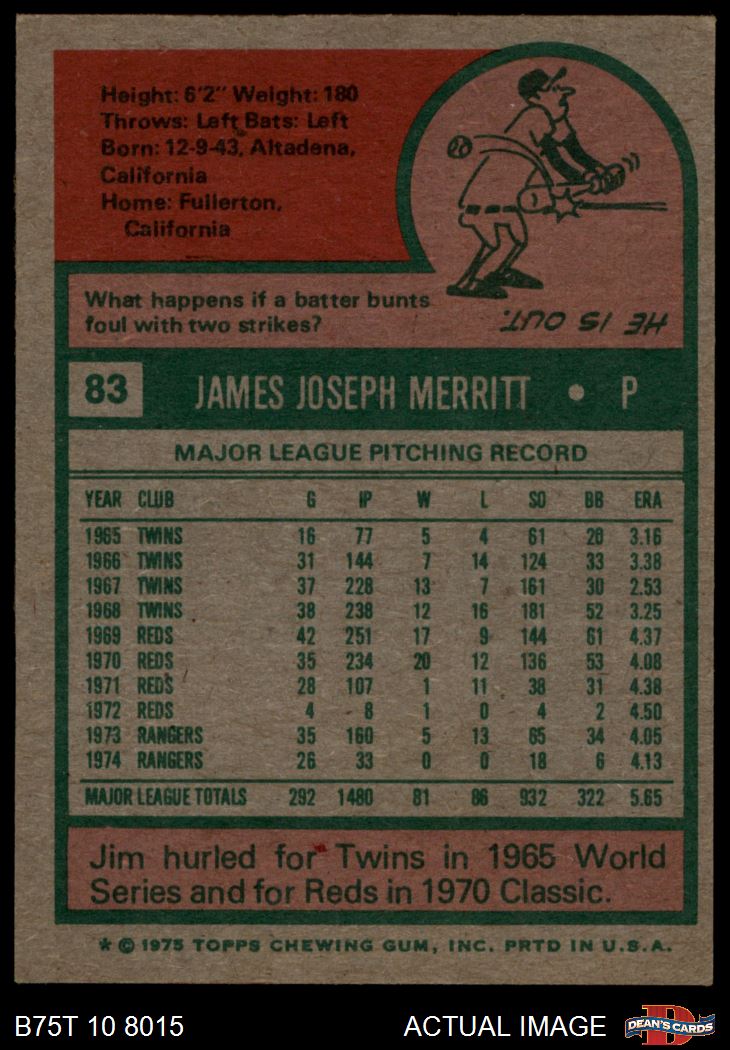 Height: 6'2" Weight: 180
Throws: Left Bats: Left
Born: 12-9-43, Altadena,
California
Home: Fullerton,
California
What happens if a batter bunts
foul with two strikes?
HE IS OUT.
83 JAMES JOSEPH MERRITT • P
MAJOR LEAGUE PITCHING RECORD
YEAR CLUB G IP W L SO BB ERA
1965 TWINS 16 77 5 4 61 20 3.16
1966 TWINS 31 144 7 14 124 33 3.38
1967 TWINS 37 228 13 7 161 30 2.53
1968 TWINS 38 238 12 16 181 52 3.25
1969 REDS 42 251 17 9 144 61 4.37
1970 REDS 35 234 20 12 136 53 4.08
1971 REDS 28 107 1 11 38 31 4.38
1972 REDS 4 8 1 0 4 2 4.50
1973 RANGERS 35 160 5 13 65 34 4.05
1974 RANGERS 26 33 0 0 18 6 4.13
MAJOR LEAGUE TOTALS 292 1480 81 86 932 322 5.65
Jim hurled for Twins in 1965 World
Series and for Reds in 1970 Classic.
* © 1975 TOPPS CHEWING GUM, INC. PRTD IN U.S.A.
B75T 10 8015 ACTUAL IMAGE DEAN'S CARDS